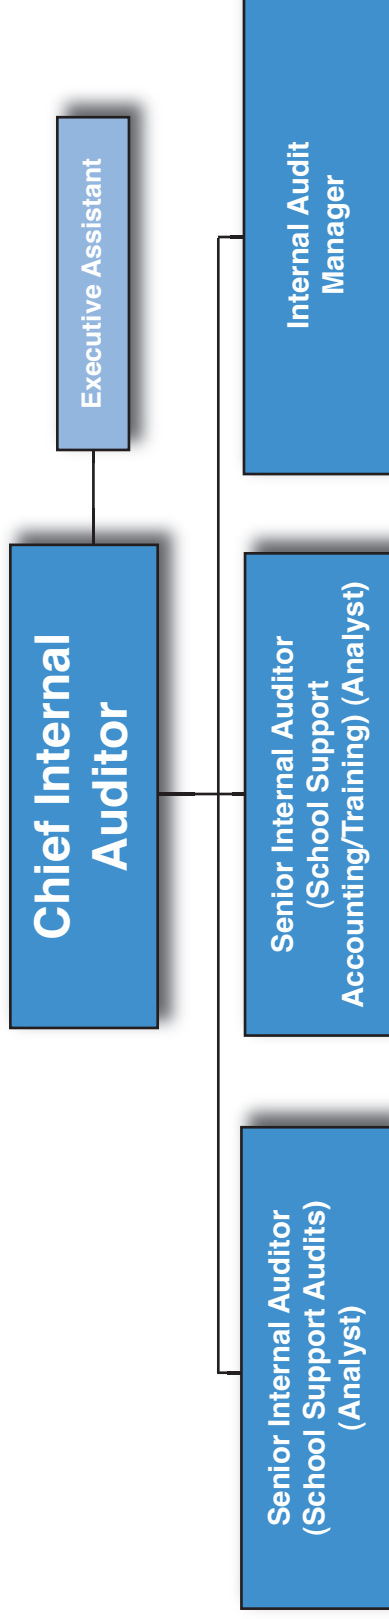 Chief Internal
Auditor
Executive Assistant
Senior Internal Auditor
(School Support Audits)
(Analyst)
Senior Internal Auditor
(School Support
Accounting/Training) (Analyst)
Internal Audit
Manager